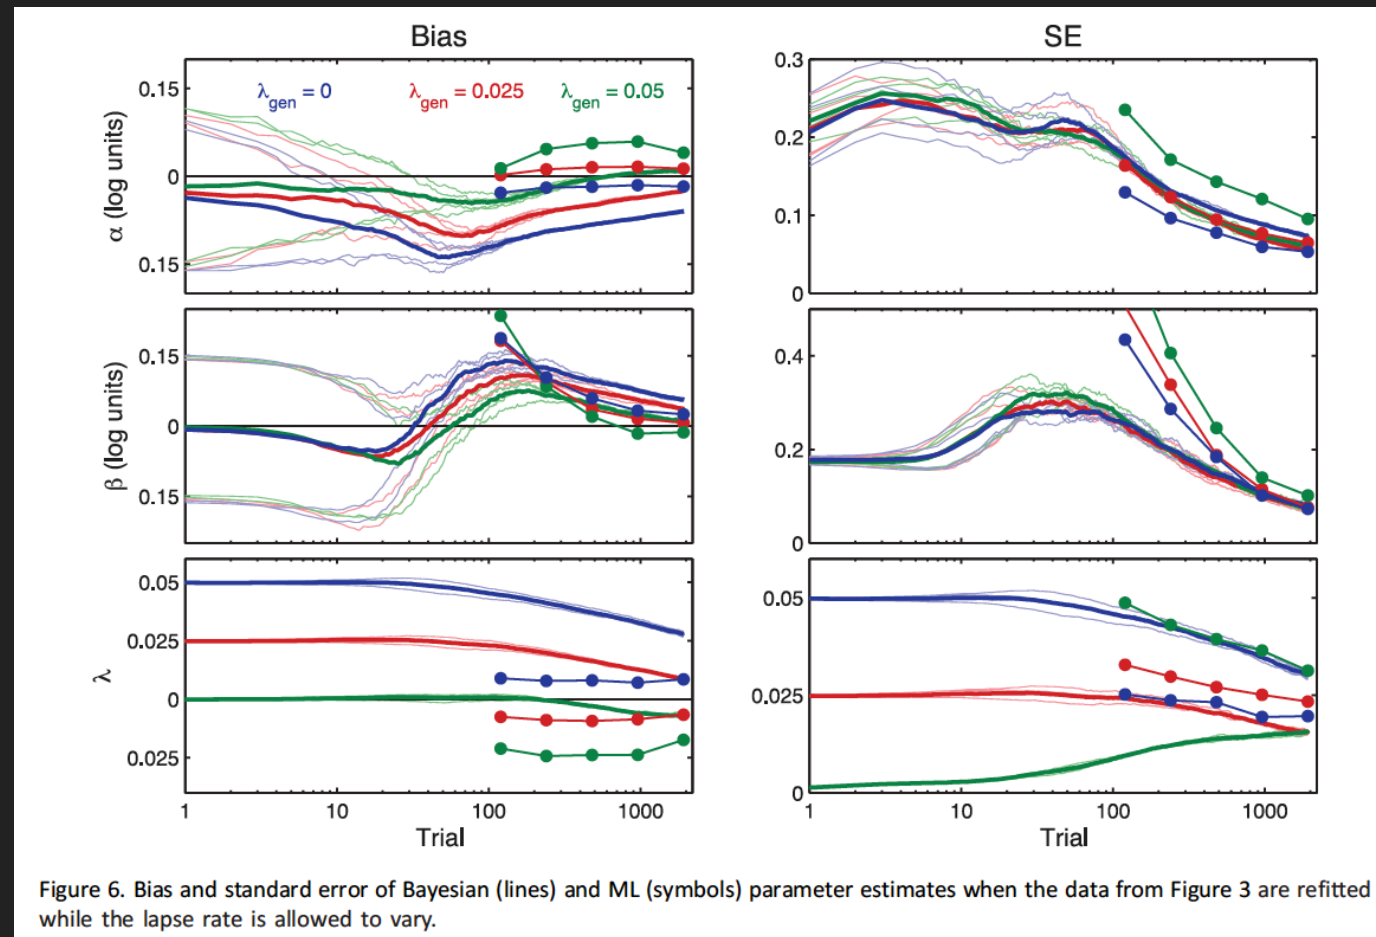 Bias
SE
0.15
0
0.15
α (log units)
λgen = 0
λgen = 0.025
λgen = 0.05
0.3
0.2
0.1
0
0.15
0
0.15
β (log units)
0.4
0.2
0
0.05
0.025
0
0.025
λ
1
10
100
1000
Trial
0.05
0.025
0
1
10
100
1000
Trial
Figure 6. Bias and standard error of Bayesian (lines) and ML (symbols) parameter estimates when the data from Figure 3 are refitted
while the lapse rate is allowed to vary.